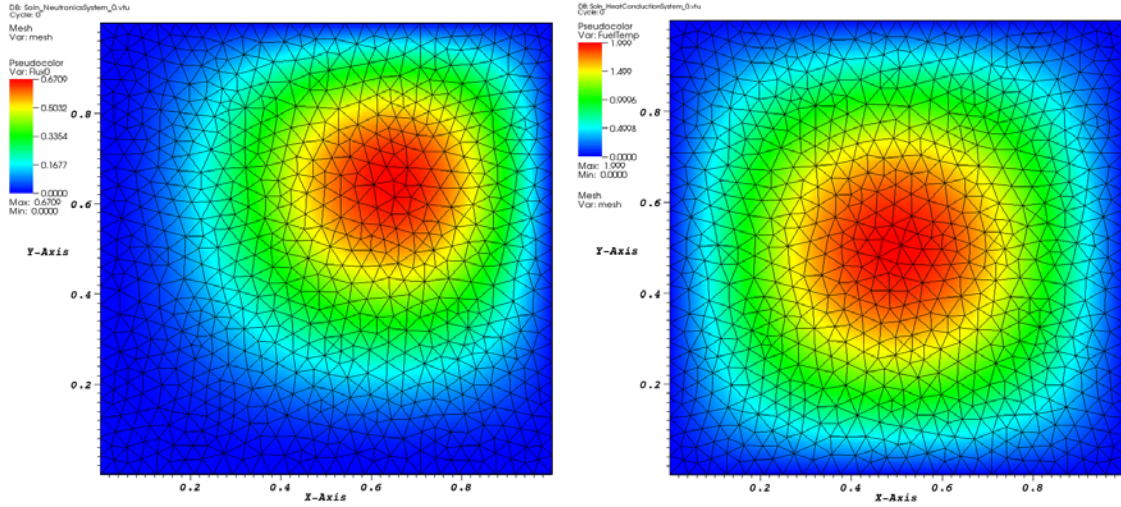 DB: Soln_NeutronicsSystem_0.vtu
Cycle: 0
Mesh
Var: mesh
Pseudocolor
Var: Flux0
0.6709
0.5032
0.3354
0.1677
0.0000
Max: 0.6709
Min: 0.0000
0.8
0.6
Y-Axis
0.4
0.2
0.2 0.4 0.6 0.8
X-Axis
DB: Soln_HeatConductionSystem_0.vtu
Cycle: 0
Pseudocolor
Var: FuelTemp
1.999
1.499
0.9996
0.4998
0.0000
Max: 1.999
Min: 0.0000
Mesh
Var: mesh
0.8
0.6
Y-Axis
0.4
0.2
0.2 0.4 0.6 0.8
X-Axis